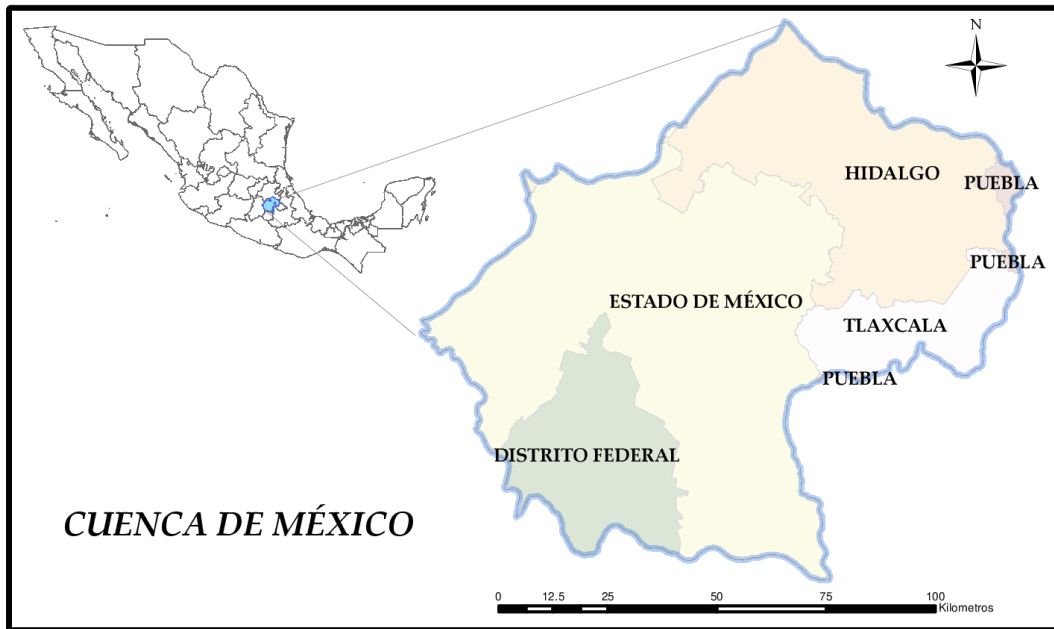 N
HIDALGO
PUEBLA
PUEBLA
ESTADO DE MÉXICO
TLAXCALA
PUEBLA
DISTRITO FEDERAL
CUENCA DE MÉXICO
0 12.5 25 50 75 100
Kilometros